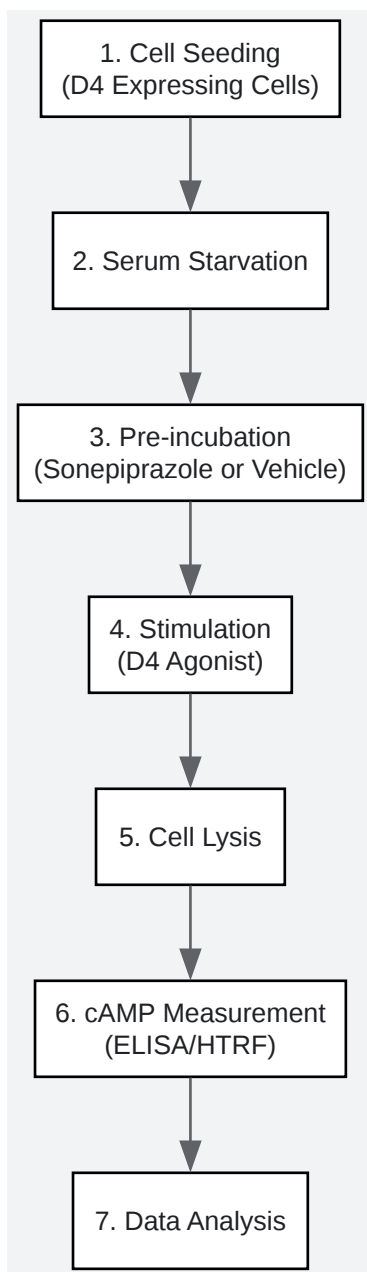 1. Cell Seeding
(D4 Expressing Cells)
2. Serum Starvation
3. Pre-incubation
(Sonepiprazole or Vehicle)
4. Stimulation
(D4 Agonist)
5. Cell Lysis
6. cAMP Measurement
(ELISA/HTRF)
7. Data Analysis